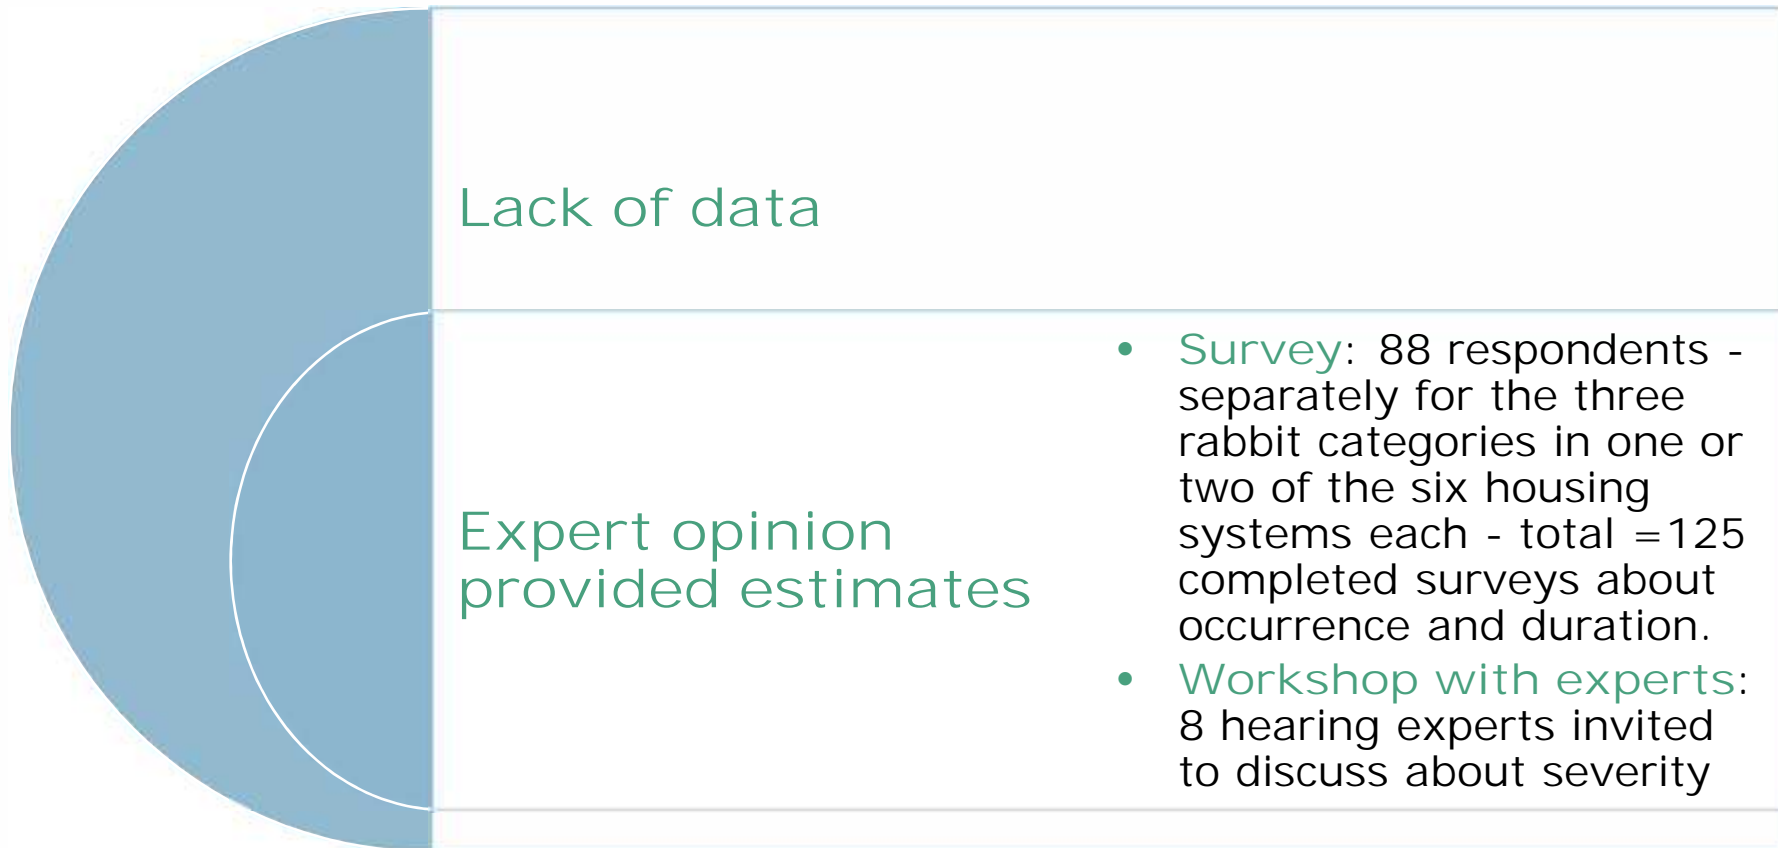 Lack of data
Expert opinion
provided estimates
• Survey: 88 respondents -
separately for the three
rabbit categories in one or
two of the six housing
systems each - total =125
completed surveys about
occurrence and duration.
• Workshop with experts:
8 hearing experts invited
to discuss about severity